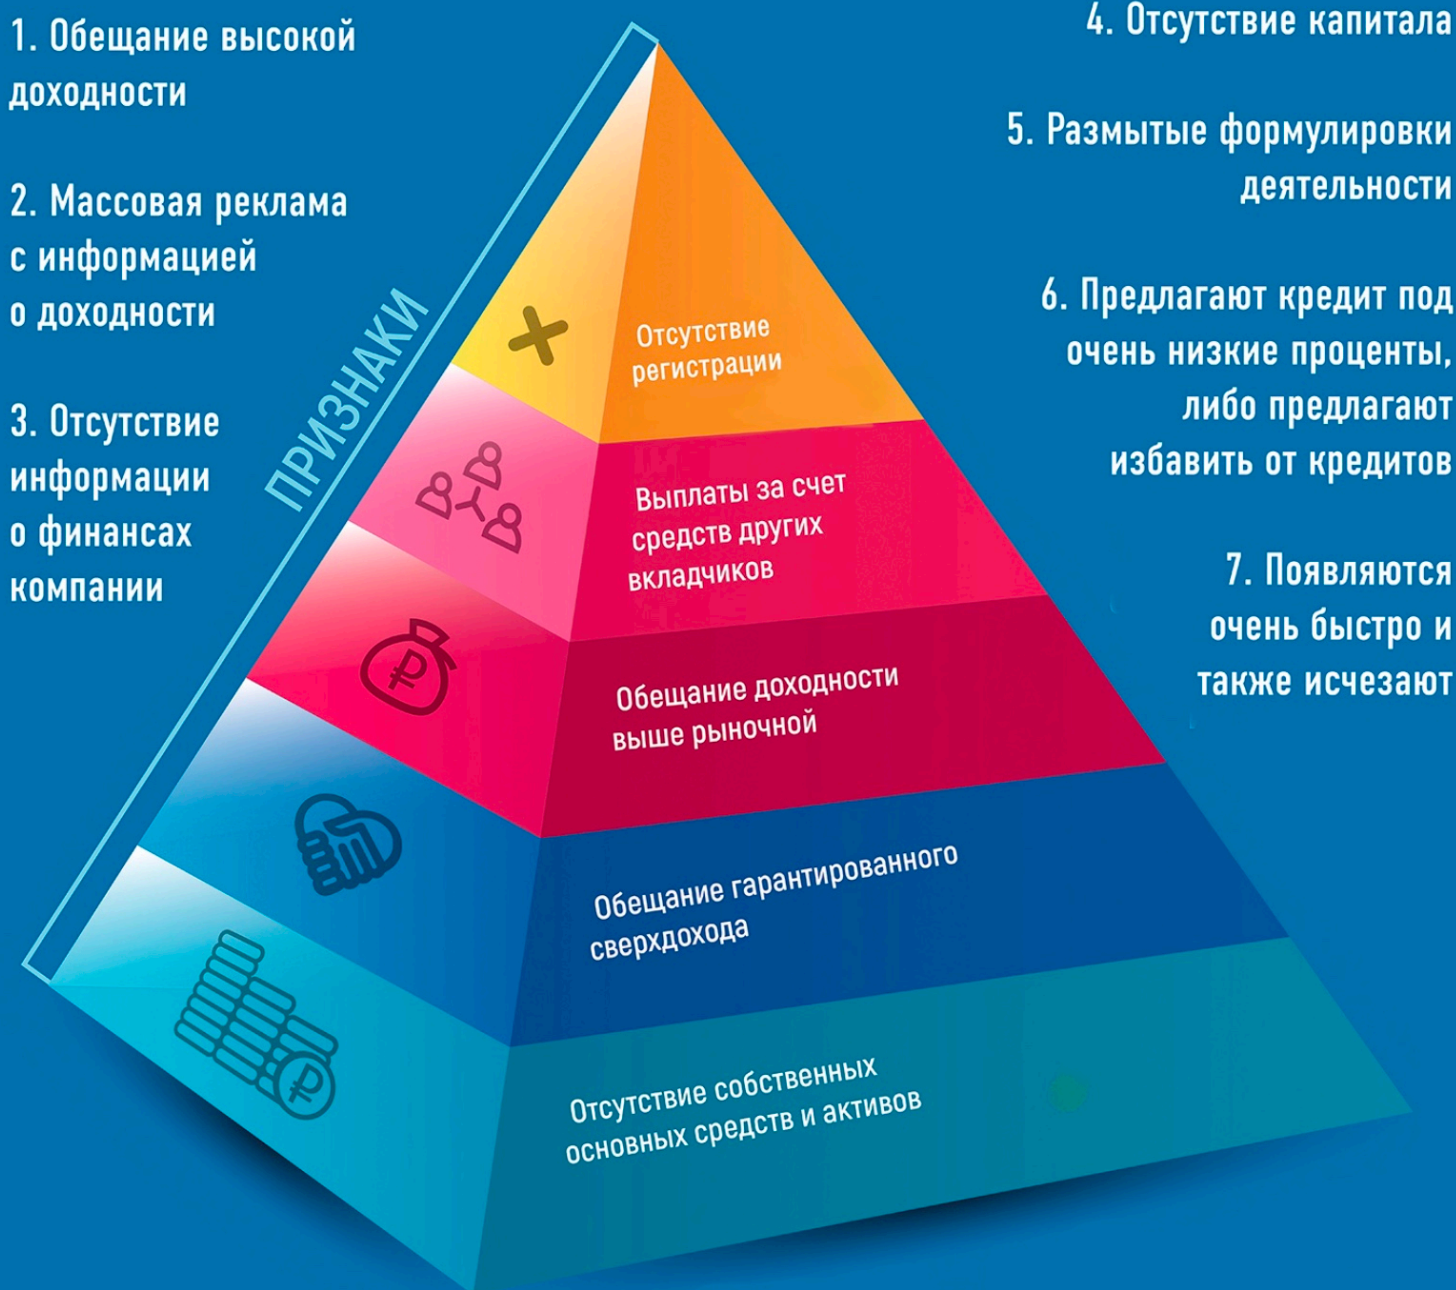 1. Обещание высокой
доходности
2. Массовая реклама
с информацией
о доходности
3. Отсутствие
информации
о финансах
компании
ПРИЗНАКИ
Отсутствие
регистрации
Выплаты за счет
средств других
вкладчиков
Обещание доходности
выше рыночной
Обещание гарантированного
сверхдохода
Отсутствие собственных
основных средств и активов
4. Отсутствие капитала
5. Размытые формулировки
деятельности
6. Предлагают кредит под
очень низкие проценты,
либо предлагают
избавить от кредитов
7. Появляются
очень быстро и
также исчезают